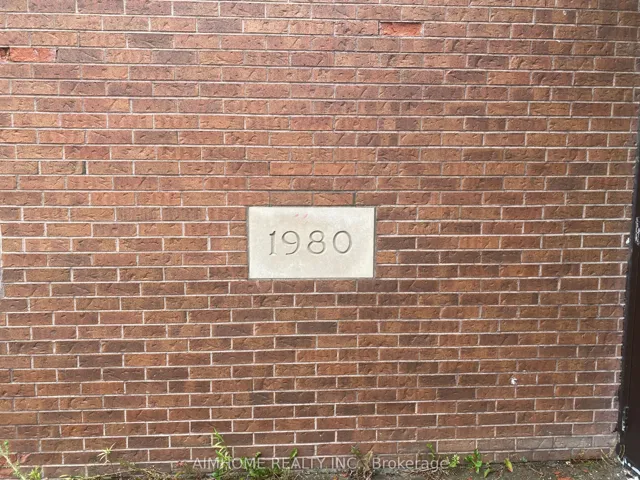 1980
AIMHOME REALTY INC., Brokerage